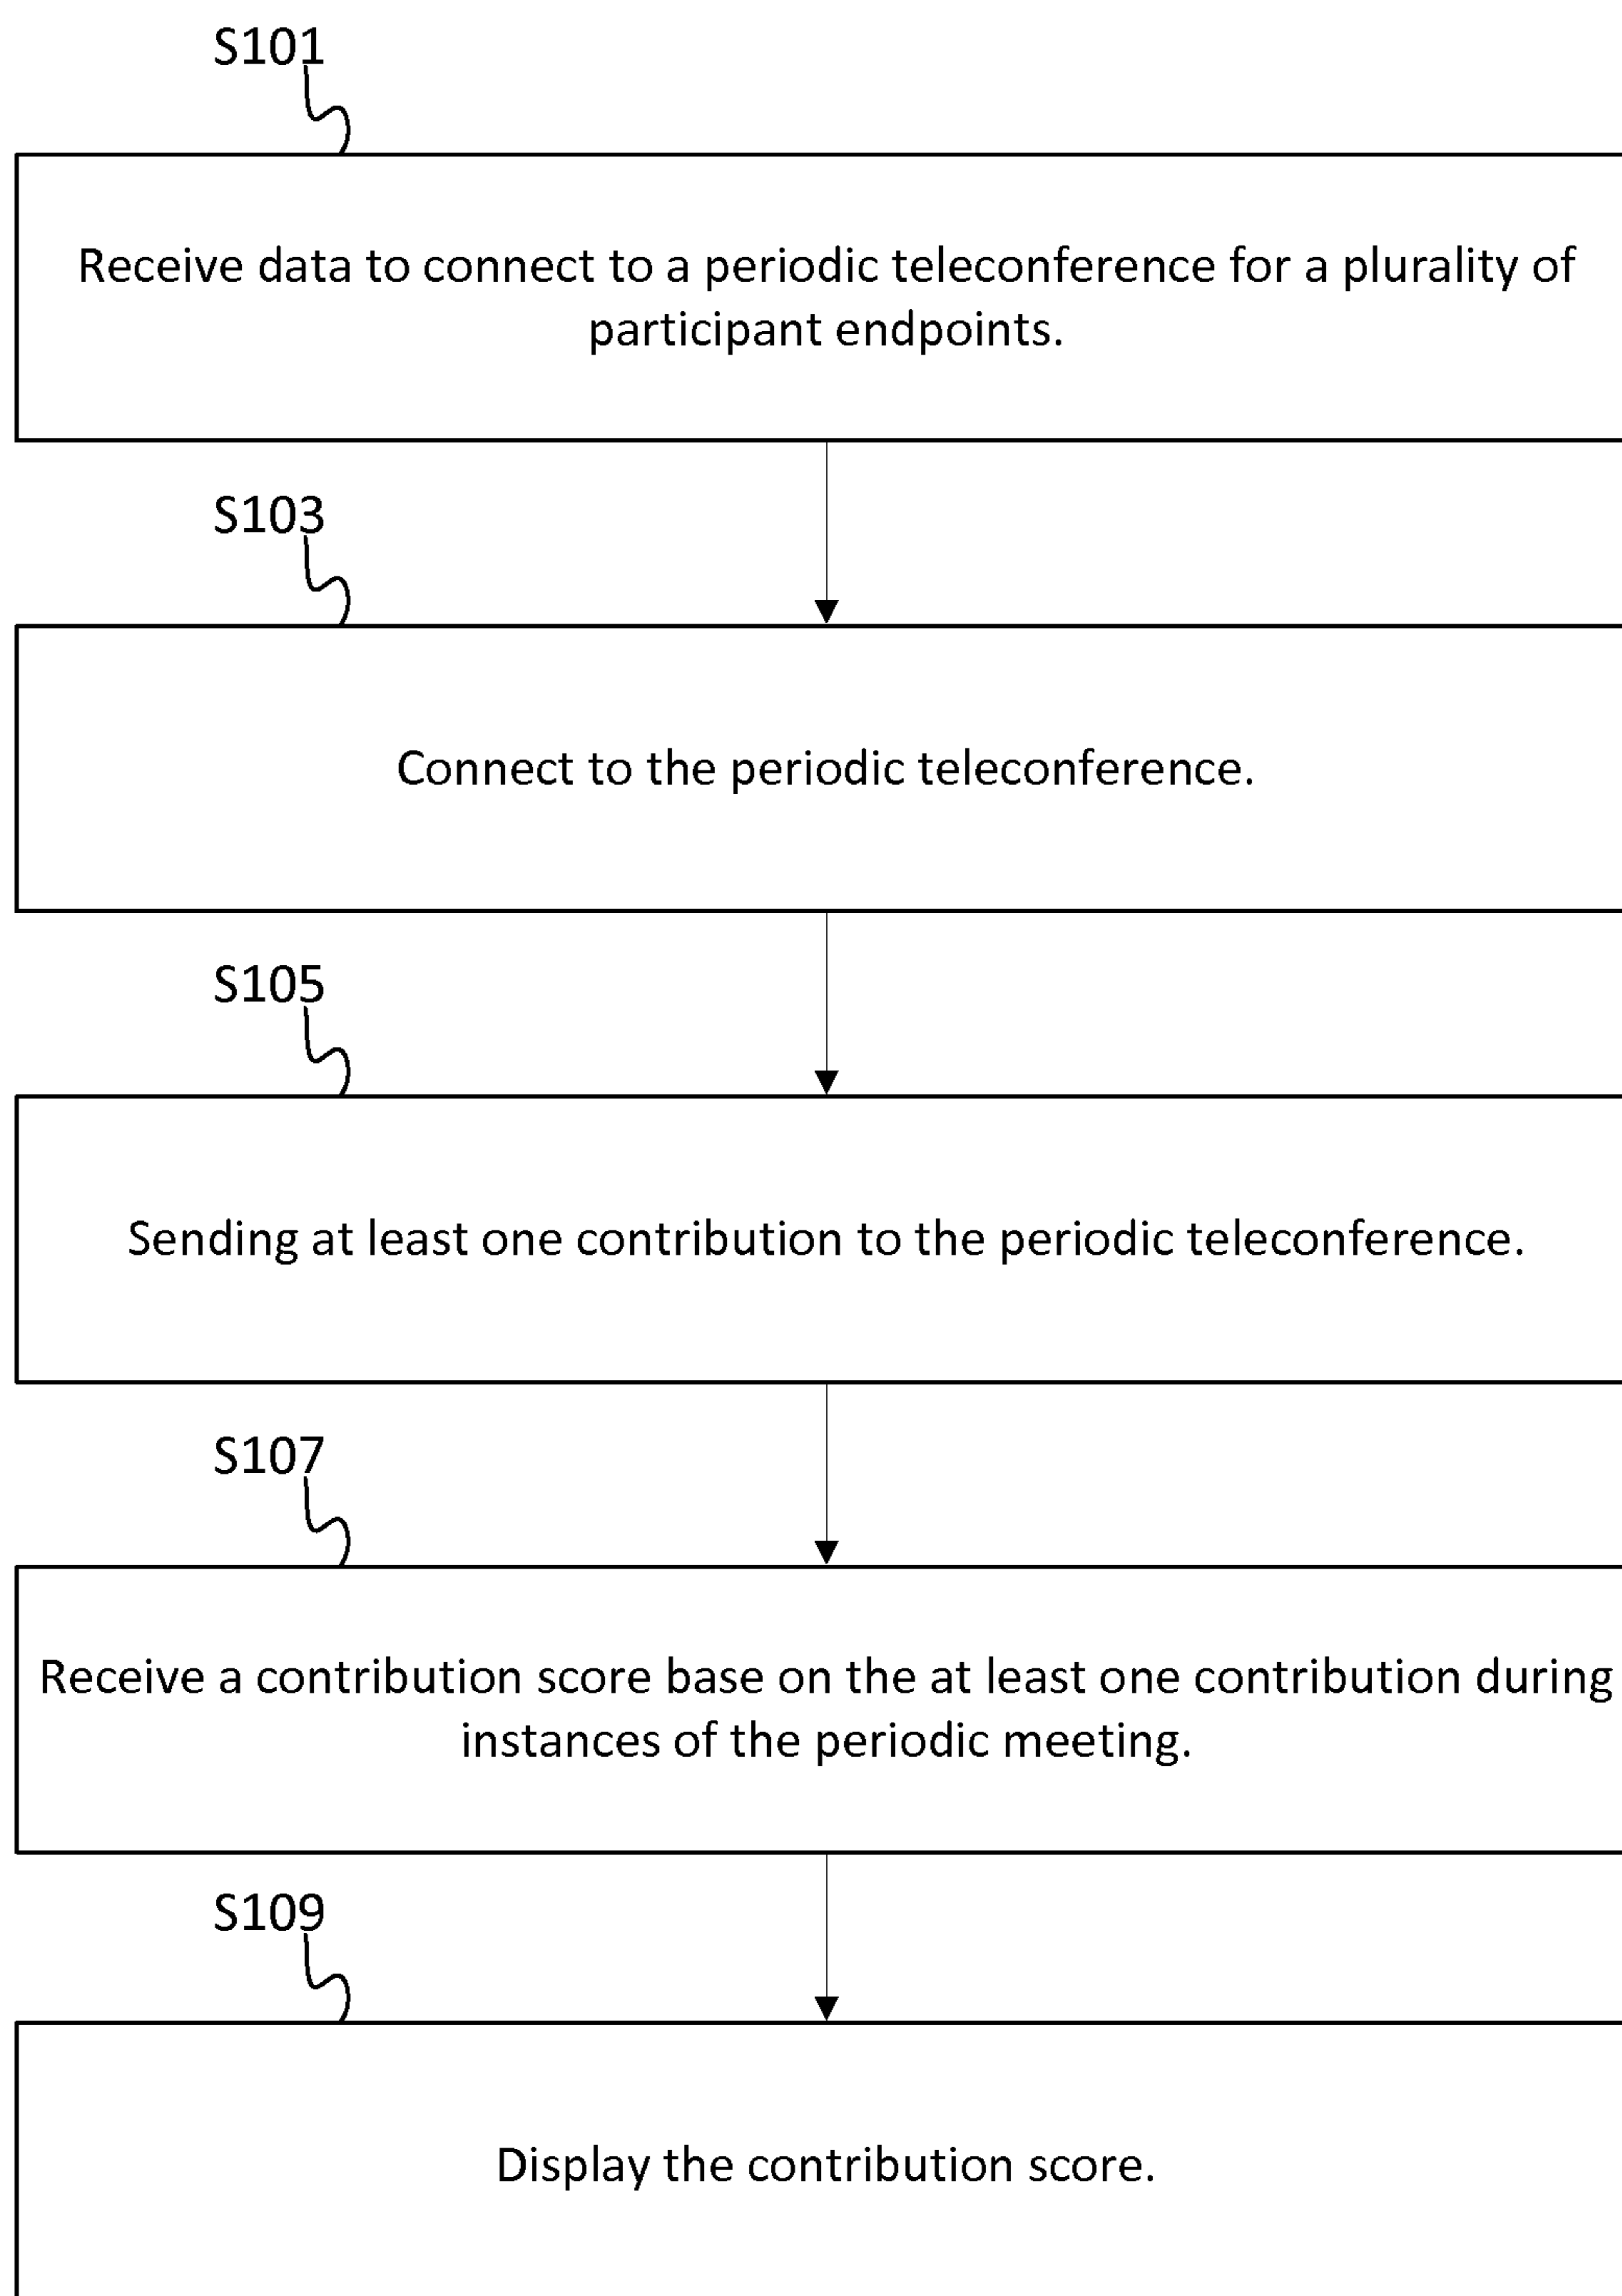 S101
Receive data to connect to a periodic teleconference for a plurality of
participant endpoints.
S103
Connect to the periodic teleconference.
S105
Sending at least one contribution to the periodic teleconference.
S107
Receive a contribution score base on the at least one contribution during
instances of the periodic meeting.
S109
Display the contribution score.